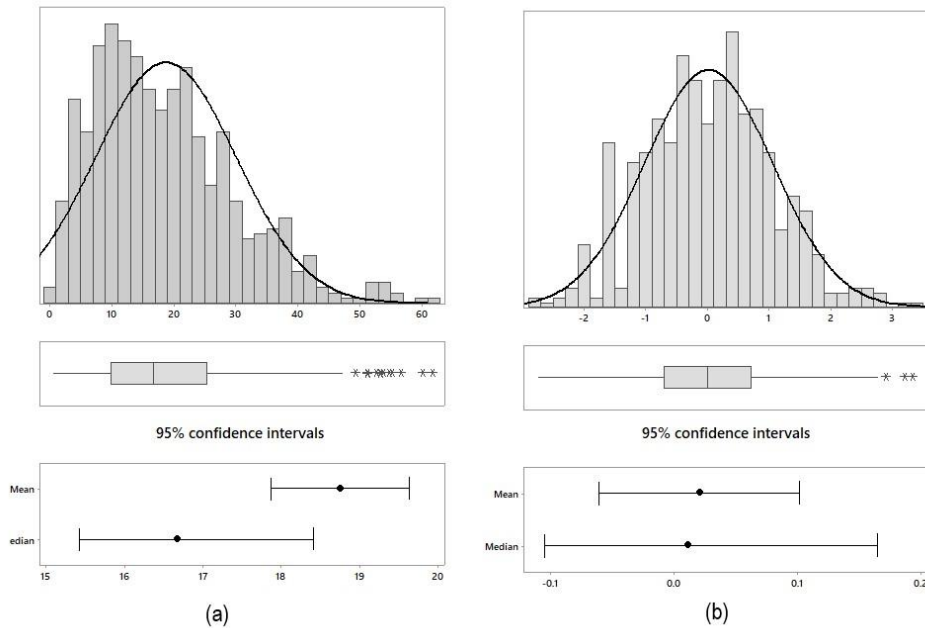 0 10 20 30 40 50 60
-2 -1 0 1 2 3
95% confidence intervals
95% confidence intervals
Mean
edian
15 16 17 18 19 20
Mean
Median
-0.1 0.0 0.1 0.2
(a)
(b)